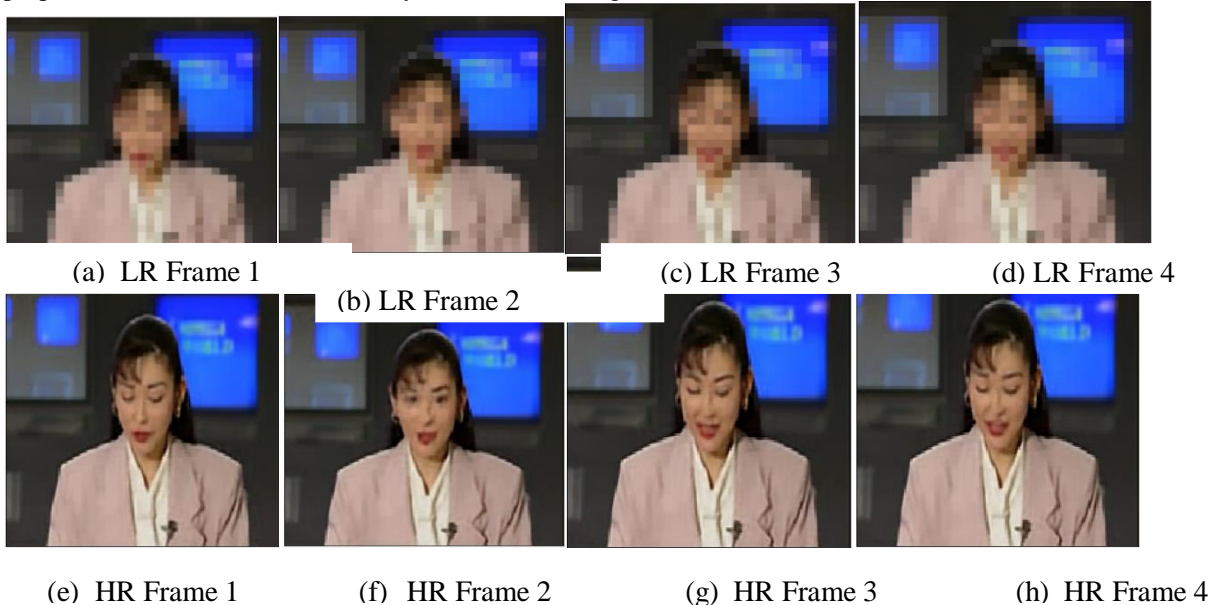 (a) LR Frame 1
(b) LR Frame 2
(c) LR Frame 3
(d) LR Frame 4
WORLD
(e) HR Frame 1
(f) HR Frame 2
(g) HR Frame 3
(h) HR Frame 4